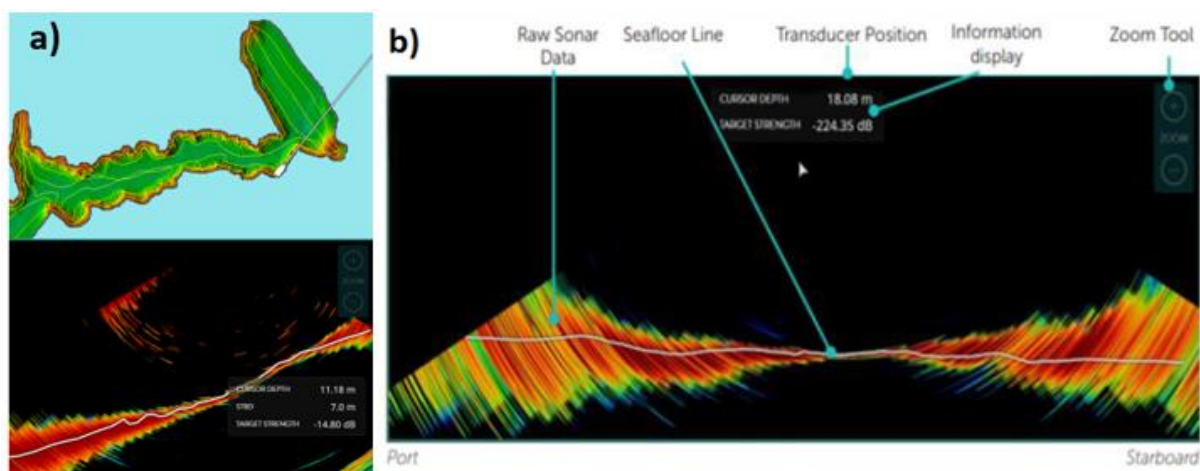 a)
ZOOM
CURSOR DEPTH 11.18 m
STBD 7.0 m
TARGET STRENGTH -14.80 dB
b)
Raw Sonar Data
Seafloor Line
Transducer Position
Information display
Zoom Tool
CURSOR DEPTH 18.08 m
TARGET STRENGTH -224.35 dB
ZOOM
Port
Starboard